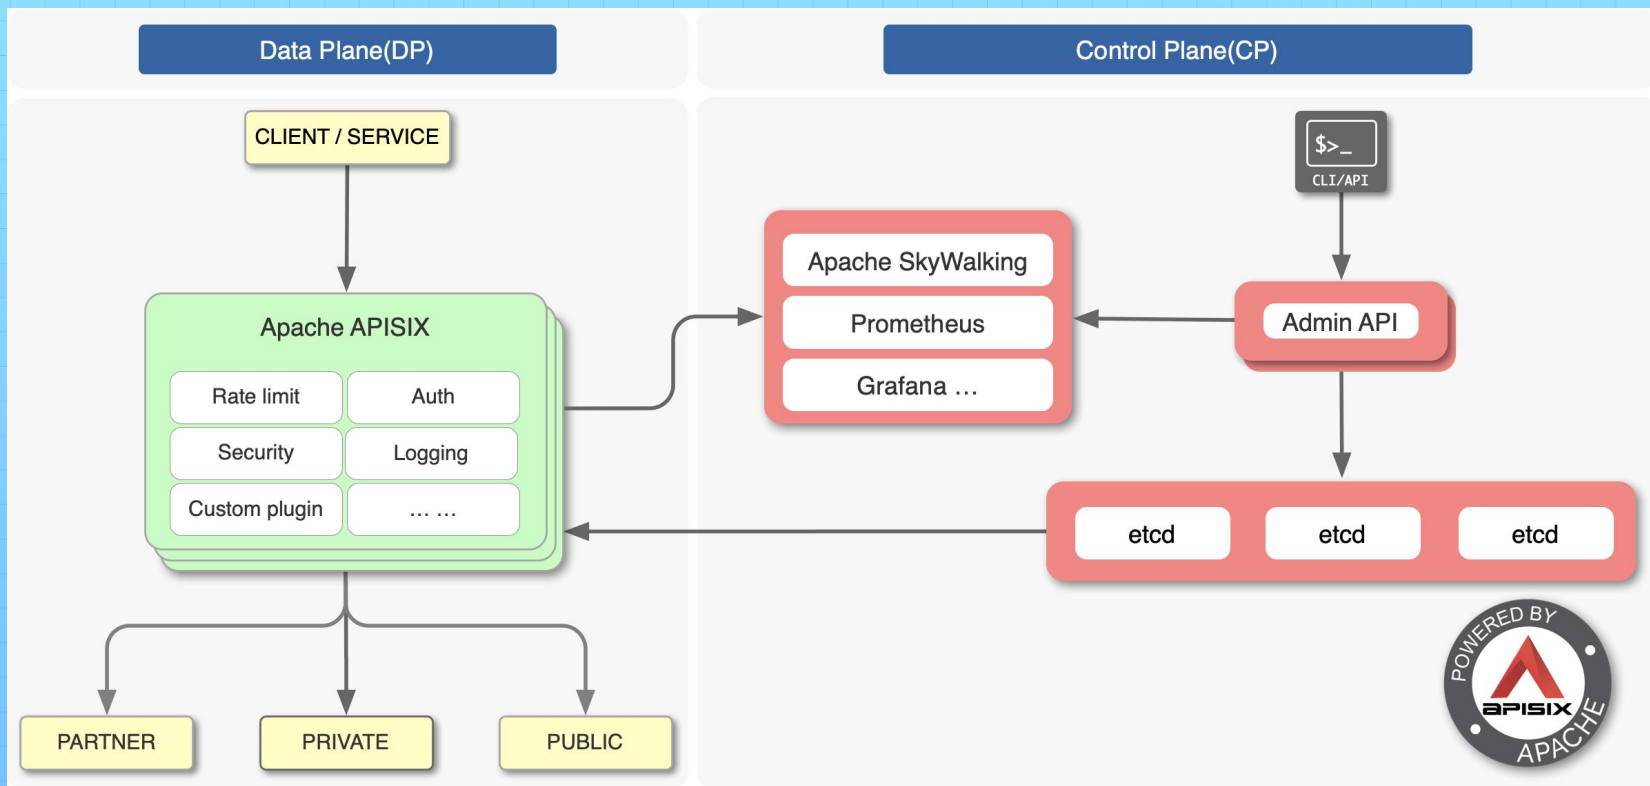 Data Plane(DP)
Control Plane(CP)
CLIENT / SERVICE
$>_
CLI/API
Apache SkyWalking
Prometheus
Grafana ...
Admin API
Apache APISIX
Rate limit
Auth
Security
Logging
Custom plugin
... ...
etcd
etcd
etcd
PARTNER
PRIVATE
PUBLIC
POWERED BY
APISIX
APACHE